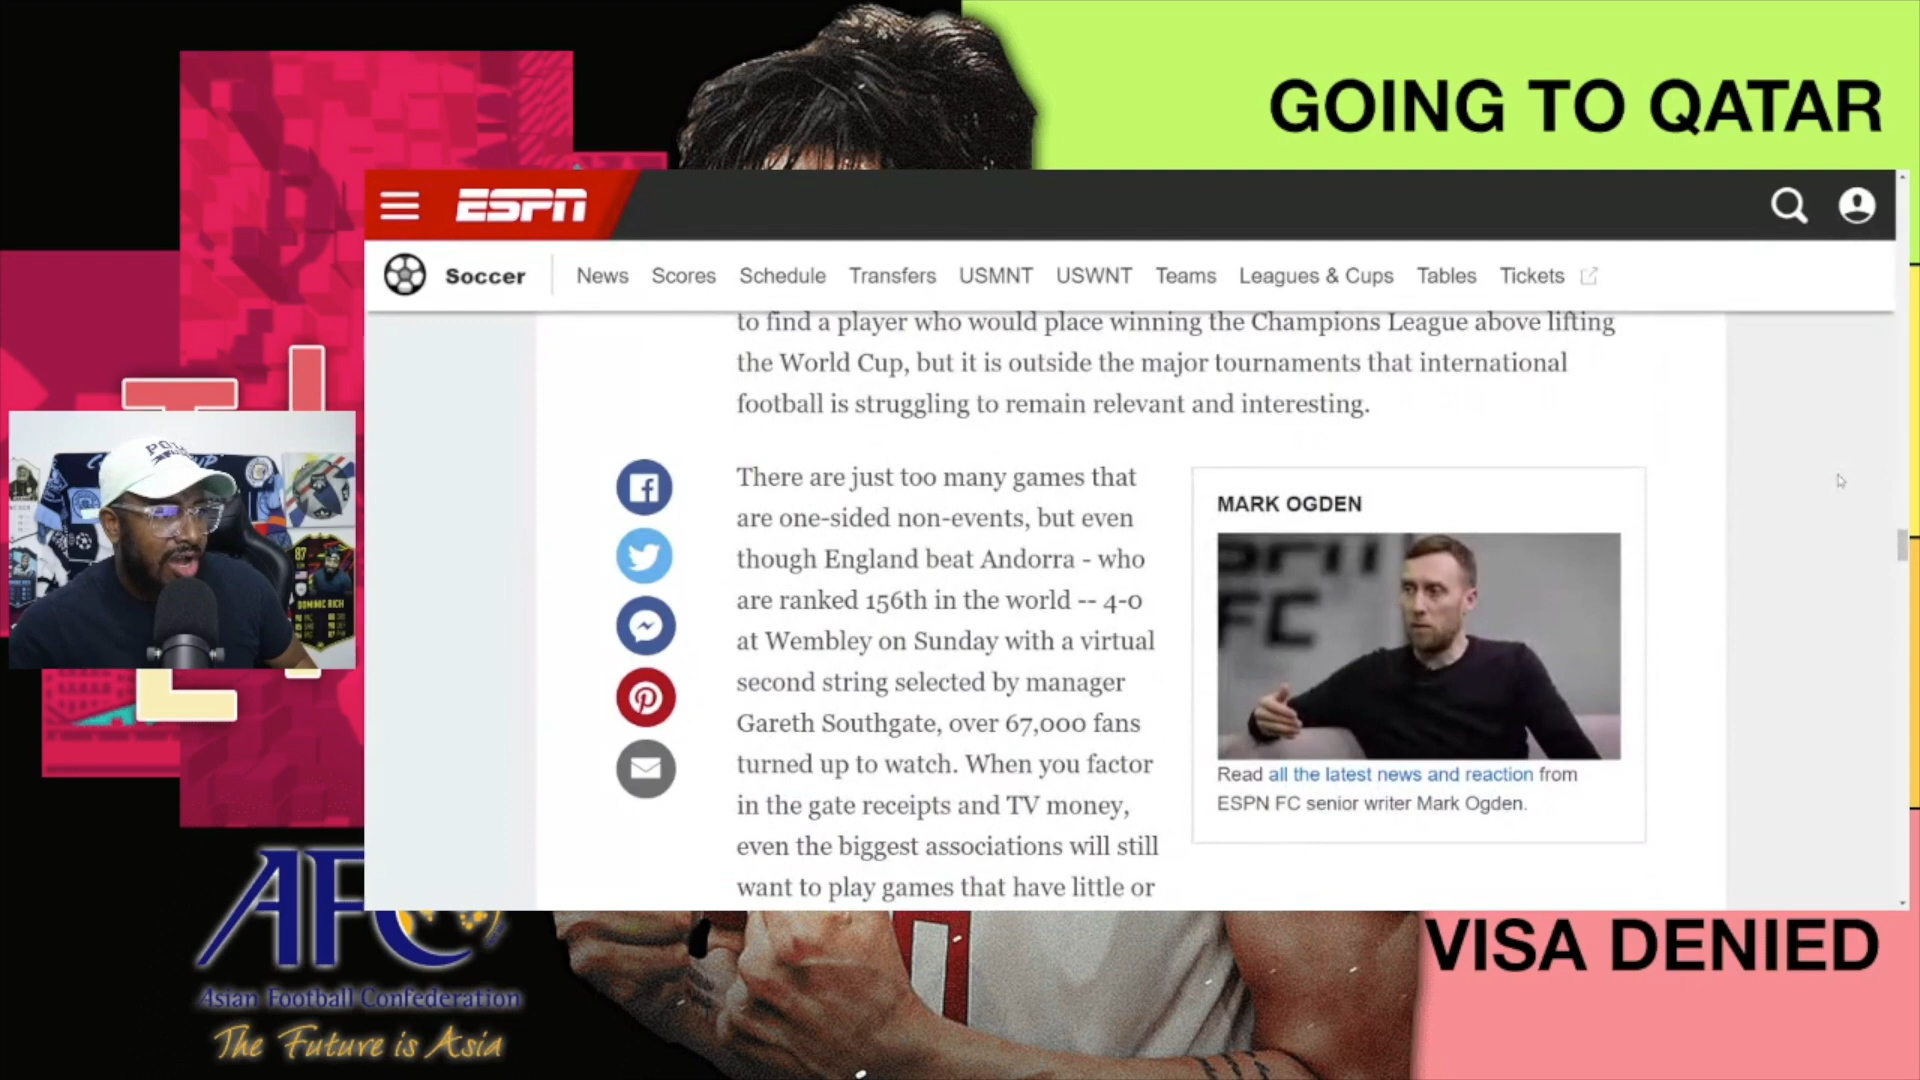 GOING TO QATAR
ESPN
Soccer
News Scores Schedule Transfers USMNT USWNT Teams Leagues & Cups Tables Tickets
to find a player who would place winning the Champions League above lifting
the World Cup, but it is outside the major tournaments that international
football is struggling to remain relevant and interesting.
There are just too many games that
are one-sided non-events, but even
though England beat Andorra - who
are ranked 156th in the world -- 4-0
at Wembley on Sunday with a virtual
second string selected by manager
Gareth Southgate, over 67,000 fans
turned up to watch. When you factor
in the gate receipts and TV money,
even the biggest associations will still
want to play games that have little or
MARK OGDEN
ESPN
FC
Read all the latest news and reaction from
ESPN FC senior writer Mark Ogden.
87
DOMINIC RICH
AFC
Asian Football Confederation
The Future is Asia
VISA DENIED